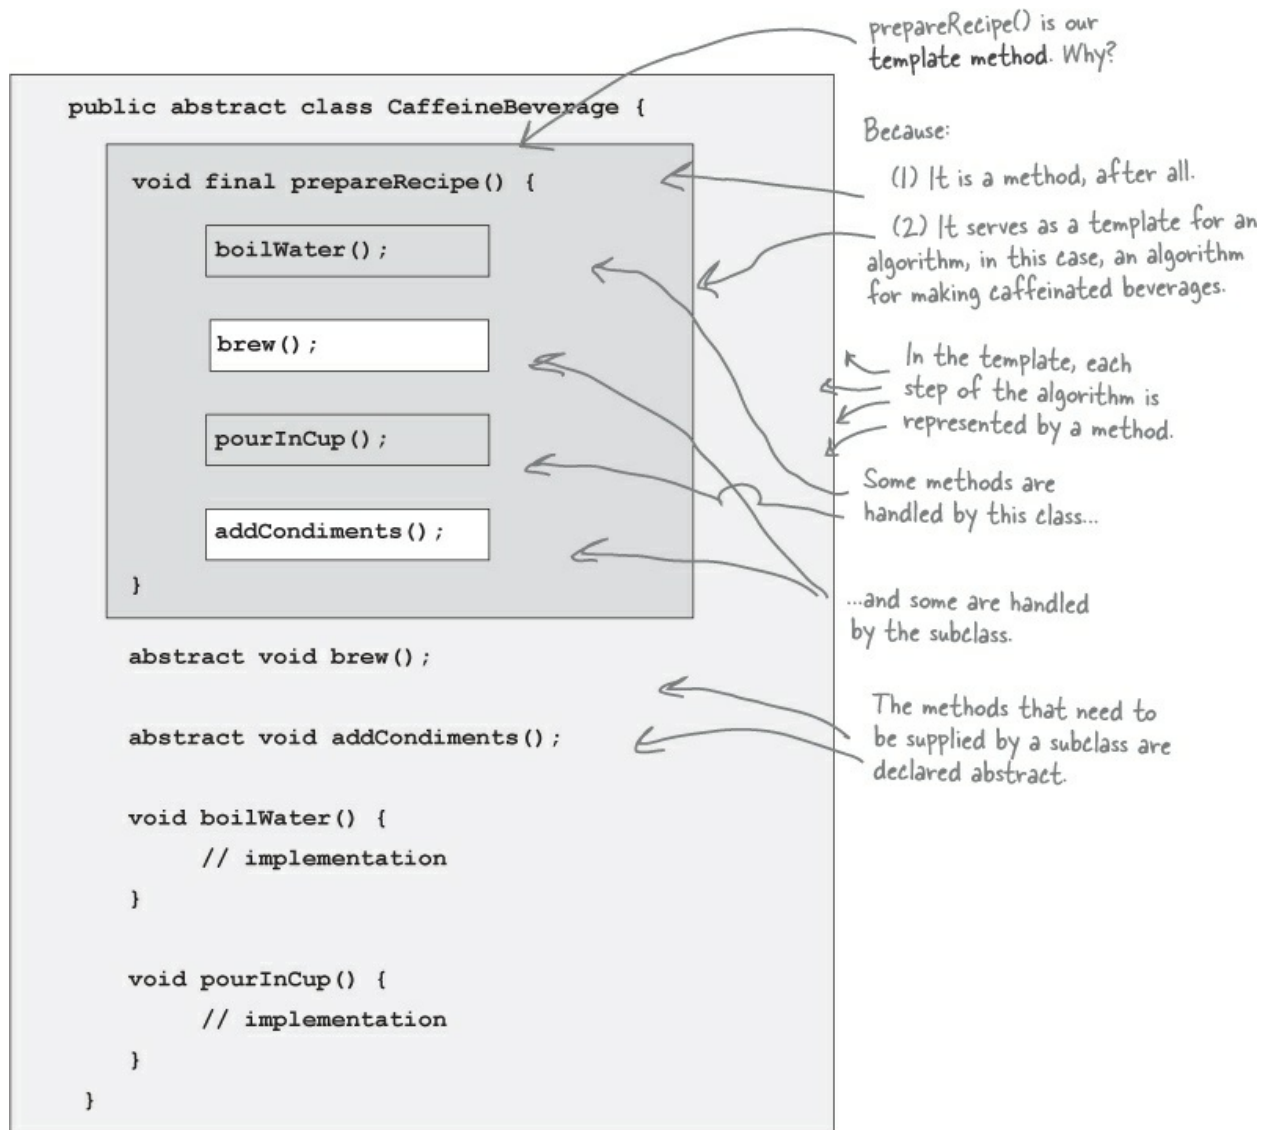 prepareRecipe() is our
template method. Why?
public abstract class CaffeineBeverage {
Because:
void final prepareRecipe() {
(1) It is a method, after all.
(2) It serves as a template for an
algorithm, in this case, an algorithm
for making caffeinated beverages.
boilWater();
brew();
In the template, each
step of the algorithm is
represented by a method.
pourInCup();
Some methods are
handled by this class...
addCondiments();
}
...and some are handled
by the subclass.
abstract void brew();
abstract void addCondiments();
The methods that need to
be supplied by a subclass are
declared abstract.
void boilWater() {
// implementation
}
void pourInCup() {
// implementation
}
}